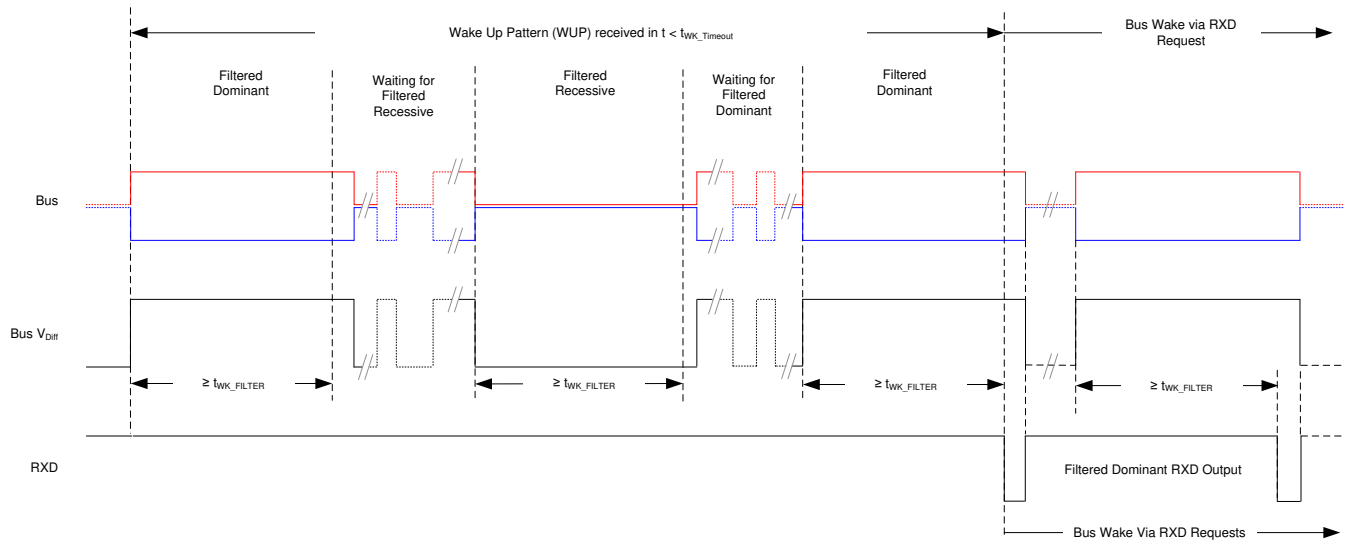 Wake Up Pattern (WUP) received in t < tWK_Timeout
Bus Wake via RXD
Request
Filtered
Dominant
Waiting for
Filtered
Recessive
Filtered
Recessive
Waiting for
Filtered
Dominant
Filtered
Dominant
Bus
Bus VDiff
≥ tWK_FILTER
≥ tWK_FILTER
≥ tWK_FILTER
≥ tWK_FILTER
RXD
Filtered Dominant RXD Output
Bus Wake Via RXD Requests